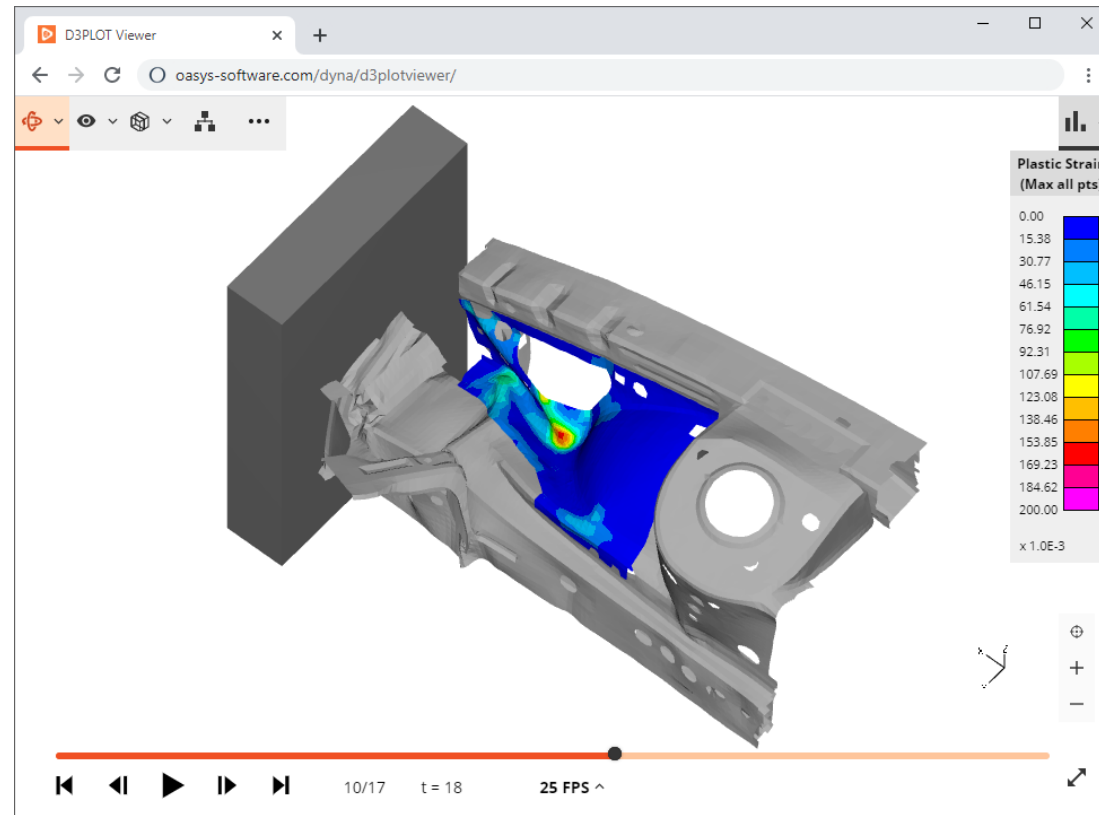 D3PLOT Viewer
oasys-software.com/dyna/d3plotviewer/
Plastic Strain
(Max all pts
0.00
15.38
30.77
46.15
61.54
76.92
92.31
107.69
123.08
138.46
153.85
169.23
184.62
200.00
x 1.0E-3
10/17 t = 18 25 FPS